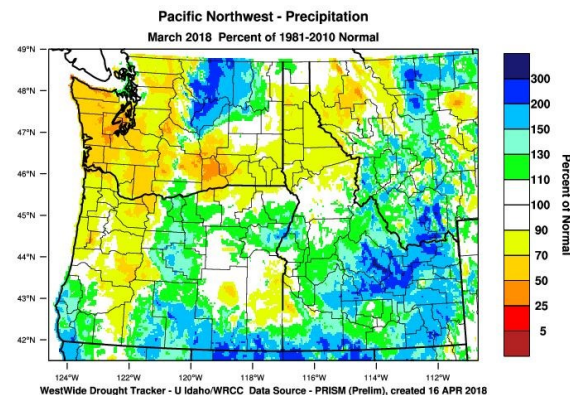 Pacific Northwest - Precipitation
March 2018 Percent of 1981-2010 Normal
49°N
48°N
47°N
46°N
45°N
44°N
43°N
42°N
124°W 122°W 120°W 118°W 116°W 114°W 112°W
300
200
150
130
110
100
90
70
50
25
5
Percent of Normal
WestWide Drought Tracker - U Idaho/WRCC Data Source - PRISM (Prelim), created 16 APR 2018